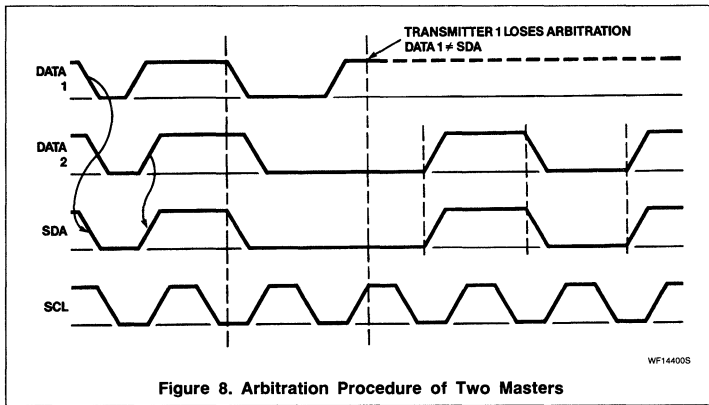 TRANSMITTER 1 LOSES ARBITRATION
DATA 1 ≠ SDA
DATA
1
DATA
2
SDA
SCL
WF14400S
Figure 8. Arbitration Procedure of Two Masters